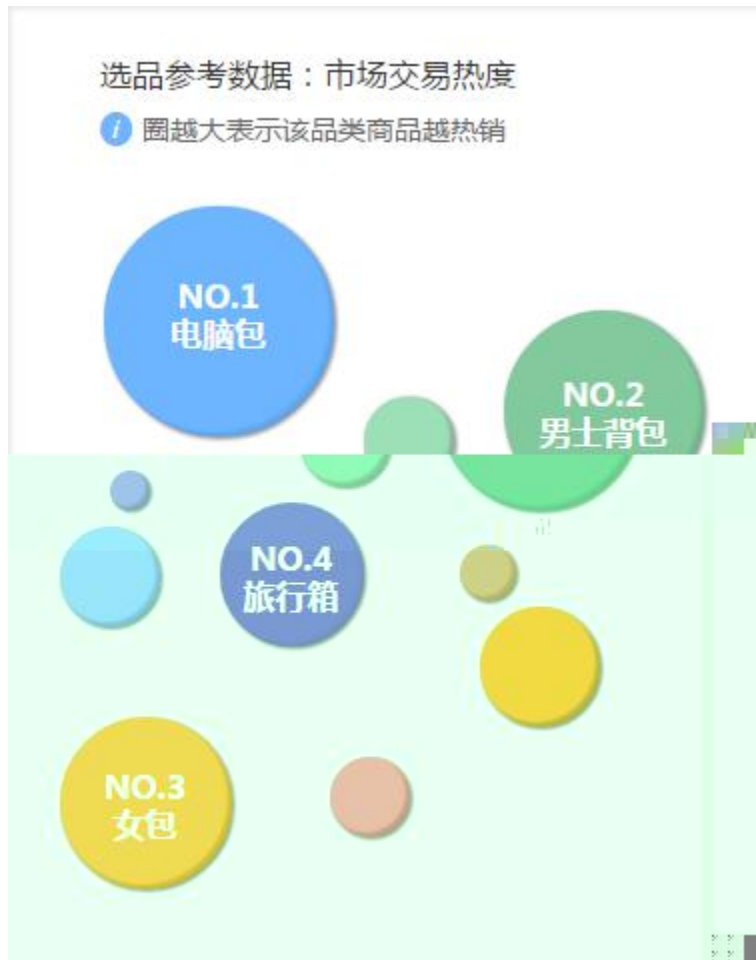 选品参考数据：市场交易热度
i 圈越大表示该品类商品越热销
NO.1
电脑包
NO.2
男士背包
NO.4
旅行箱
NO.3
女包